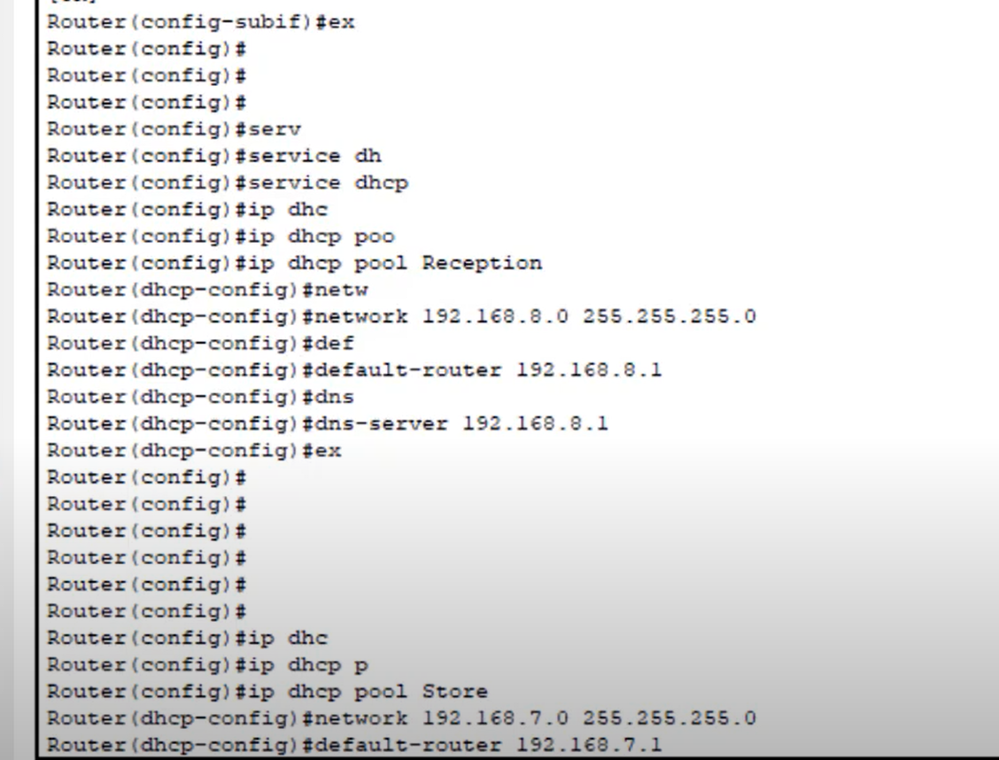 Router(config-subif)#ex
Router(config)#
Router(config)#
Router(config)#
Router(config)#serv
Router(config)#service dh
Router(config)#service dhcp
Router(config)#ip dhc
Router(config)#ip dhcp poo
Router(config)#ip dhcp pool Reception
Router(dhcp-config)#netw
Router(dhcp-config)#network 192.168.8.0 255.255.255.0
Router(dhcp-config)#def
Router(dhcp-config)#default-router 192.168.8.1
Router(dhcp-config)#dns
Router(dhcp-config)#dns-server 192.168.8.1
Router(dhcp-config)#ex
Router(config)#
Router(config)#
Router(config)#
Router(config)#
Router(config)#
Router(config)#
Router(config)#ip dhc
Router(config)#ip dhcp p
Router(config)#ip dhcp pool Store
Router(dhcp-config)#network 192.168.7.0 255.255.255.0
Router(dhcp-config)#default-router 192.168.7.1